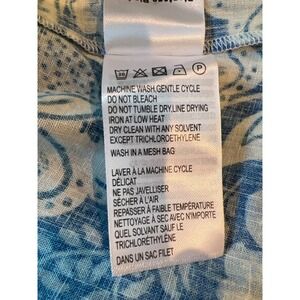 30
P
MACHINE WASH,GENTLE CYCLE
DO NOT BLEACH
DO NOT TUMBLE DRY,LINE DRYING
IRON AT LOW HEAT
DRY CLEAN WITH ANY SOLVENT
EXCEPT TRICHLOROETHYLENE
WASH IN A MESH BAG
LAVER À LA MACHINE CYCLE
DÉLICAT
NE PAS JAVELLISER
SÉCHER À L'AIR
REPASSER À FAIBLE TEMPÉRATURE
NETTOYAGE À SEC AVEC N'IMPORTE
QUEL SOLVANT SAUF LE
TRICHLORÉTHYLÈNE
DANS UN SAC FILET